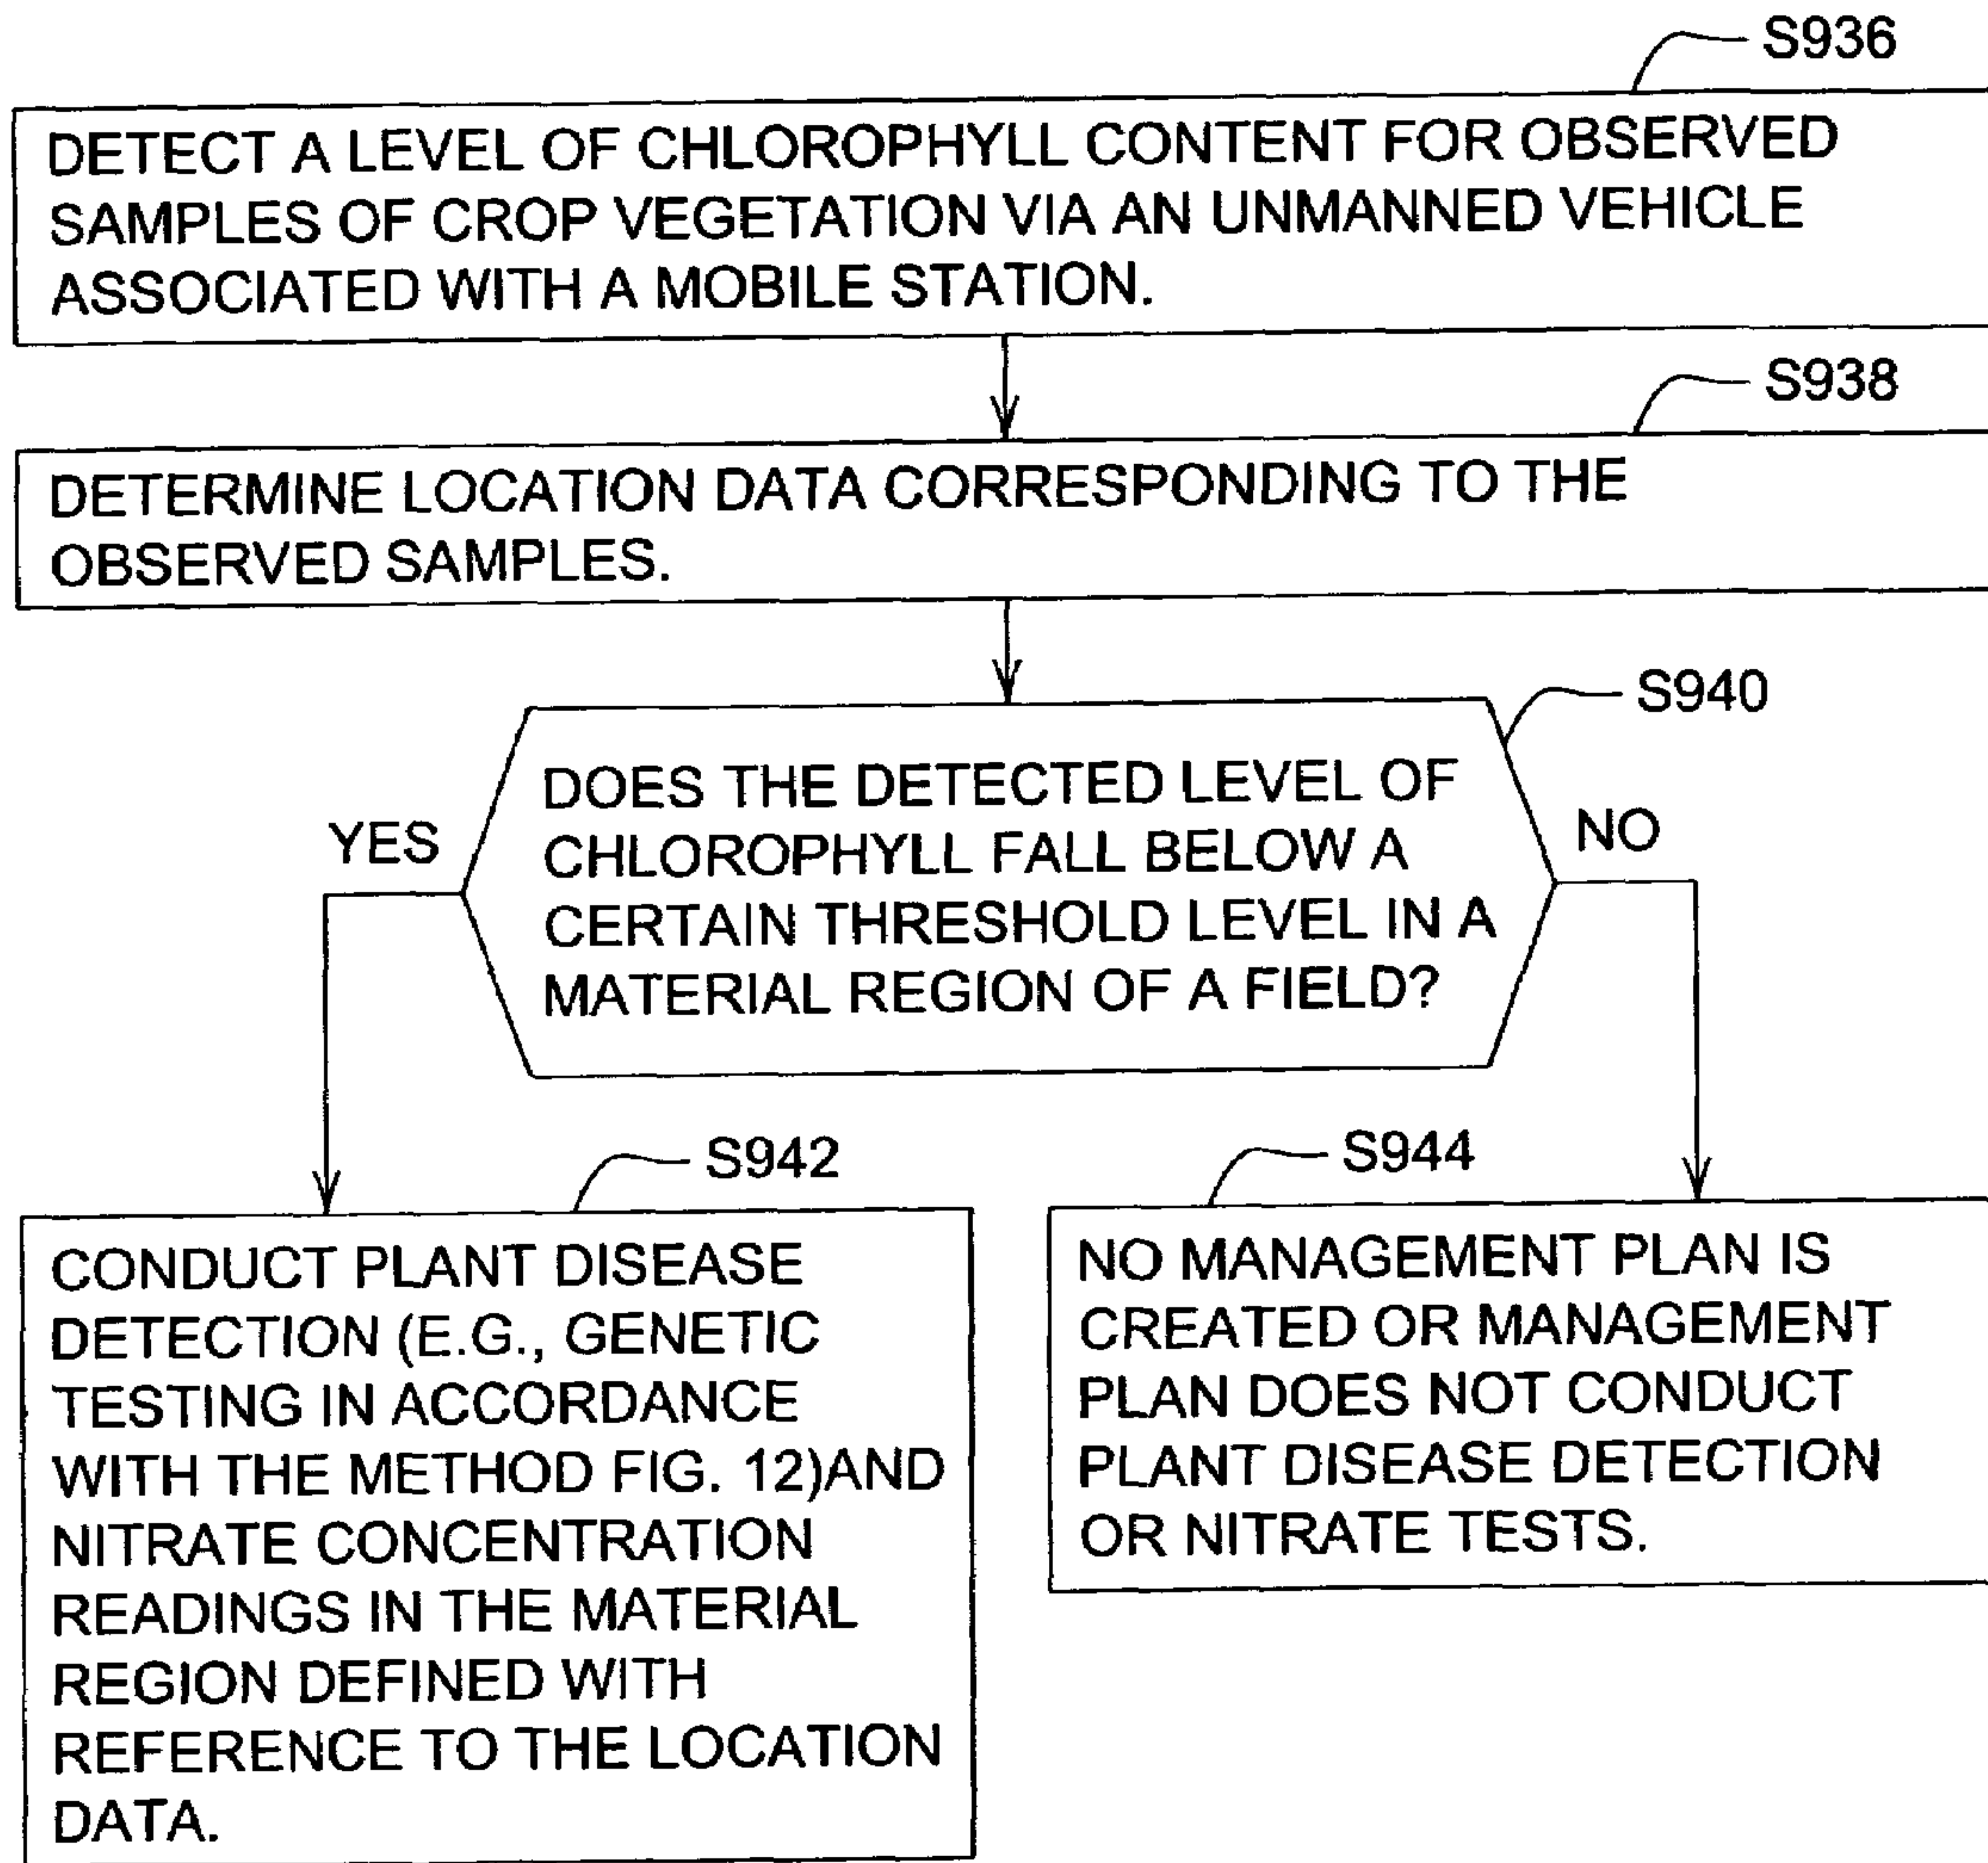 S936
DETECT A LEVEL OF CHLOROPHYLL CONTENT FOR OBSERVED
SAMPLES OF CROP VEGETATION VIA AN UNMANNED VEHICLE
ASSOCIATED WITH A MOBILE STATION.
S938
DETERMINE LOCATION DATA CORRESPONDING TO THE
OBSERVED SAMPLES.
S940
DOES THE DETECTED LEVEL OF
CHLOROPHYLL FALL BELOW A
CERTAIN THRESHOLD LEVEL IN A
MATERIAL REGION OF A FIELD?
YES
NO
S942
CONDUCT PLANT DISEASE
DETECTION (E.G., GENETIC
TESTING IN ACCORDANCE
WITH THE METHOD FIG. 12)AND
NITRATE CONCENTRATION
READINGS IN THE MATERIAL
REGION DEFINED WITH
REFERENCE TO THE LOCATION
DATA.
S944
NO MANAGEMENT PLAN IS
CREATED OR MANAGEMENT
PLAN DOES NOT CONDUCT
PLANT DISEASE DETECTION
OR NITRATE TESTS.